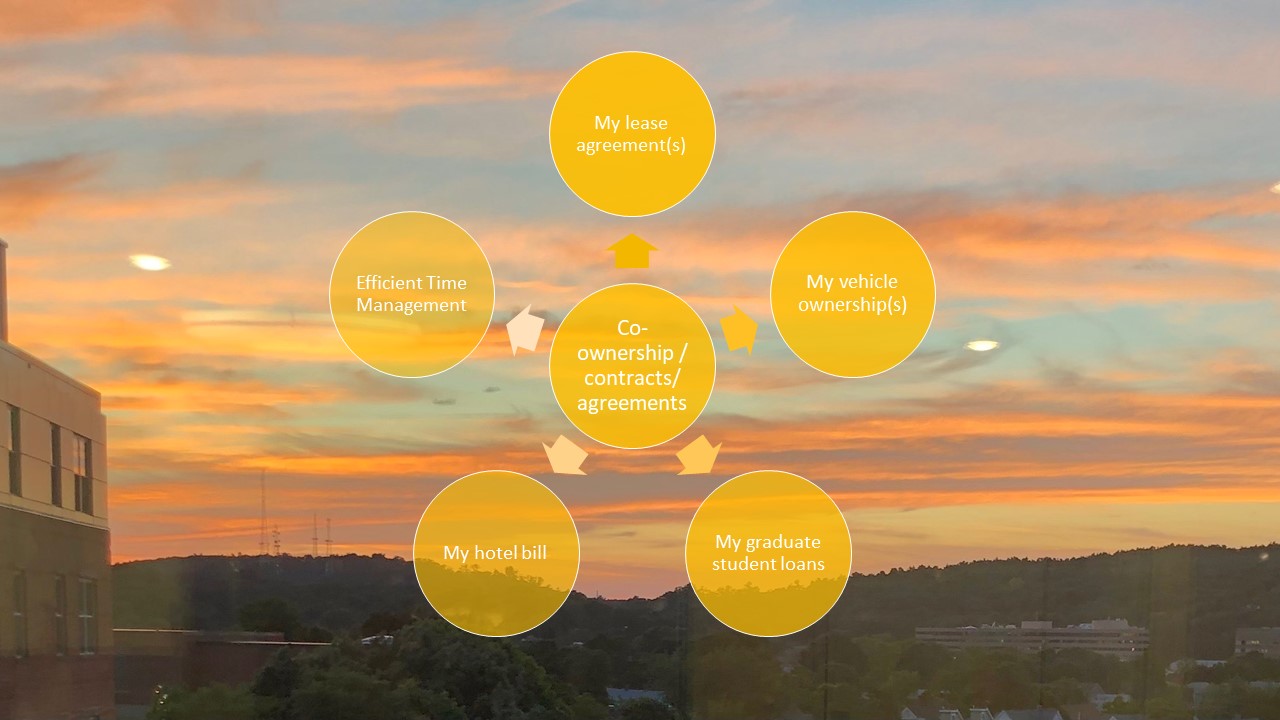 My lease
agreement(s)
Efficient Time
Management
My vehicle
ownership(s)
Co-
ownership /
contracts/
agreements
My hotel bill
My graduate
student loans